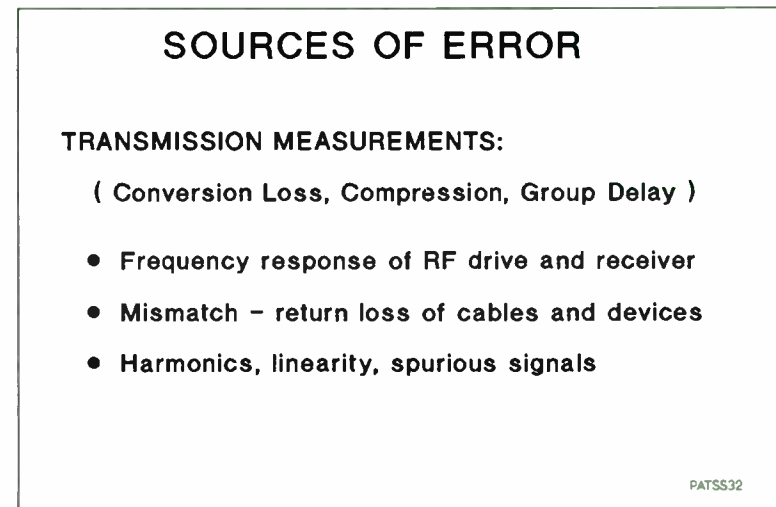 SOURCES OF ERROR
TRANSMISSION MEASUREMENTS:
( Conversion Loss, Compression, Group Delay )
• Frequency response of RF drive and receiver
• Mismatch - return loss of cables and devices
• Harmonics, linearity, spurious signals
PATSS32